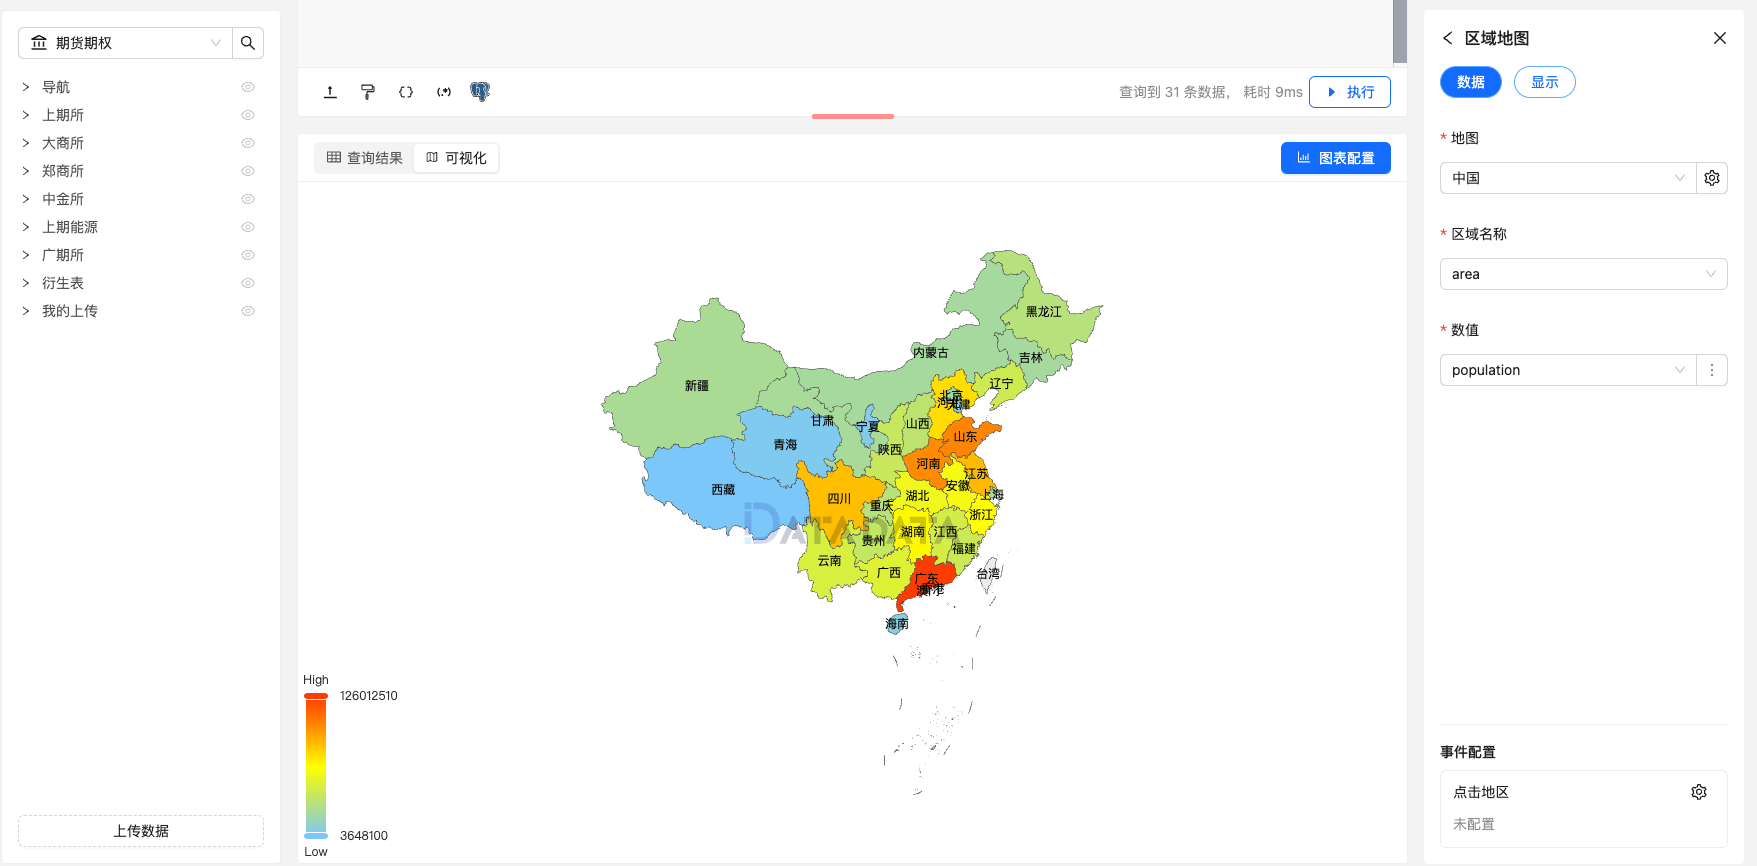 期货期权
导航
上期所
大商所
郑商所
中金所
上期能源
广期所
衍生表
我的上传
上传数据
查询到 31 条数据， 耗时 9ms
执行
查询结果
可视化
图表配置
黑龙江
内蒙古
吉林
新疆
辽宁
北京
河北
天津
甘肃
宁夏
山西
山东
青海
陕西
河南
江苏
西藏
四川
安徽
湖北
上海
重庆
浙江
DATADATA
湖南
江西
贵州
福建
云南
广西
台湾
广东
香港
澳门
海南
High
126012510
3648100
Low
区域地图
数据
显示
* 地图
中国
* 区域名称
area
* 数值
population
事件配置
点击地区
未配置